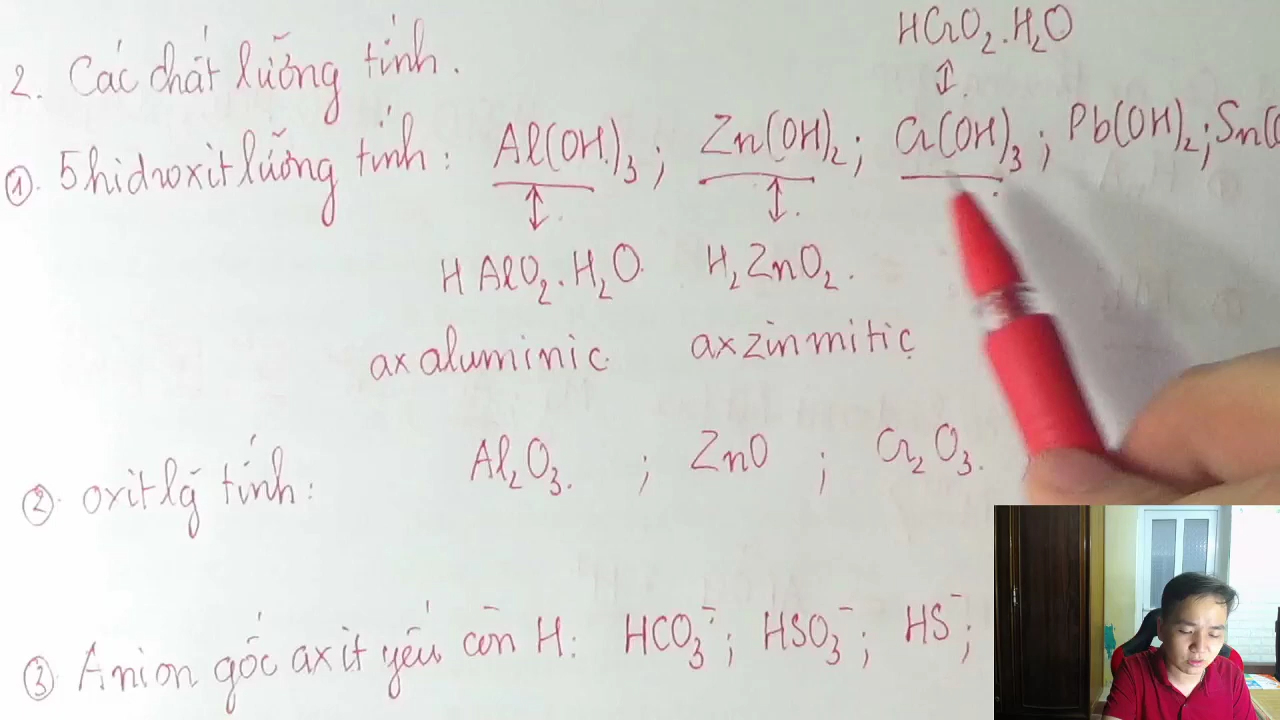 HCrO₂.H₂O
2. Các chất lưỡng tính.
↕
① 5 hidroxit lưỡng tính: Al(OH)₃; Zn(OH)₂; Cr(OH)₃; Pb(OH)₂; Sn(
↕ ↕
HAlO₂.H₂O. H₂ZnO₂.
ax aluminic. ax zinmitic
② oxit lg tính: Al₂O₃. ; ZnO ; Cr₂O₃.
③ Anion gốc axit yếu còn H: HCO₃⁻; HSO₃⁻; HS⁻;